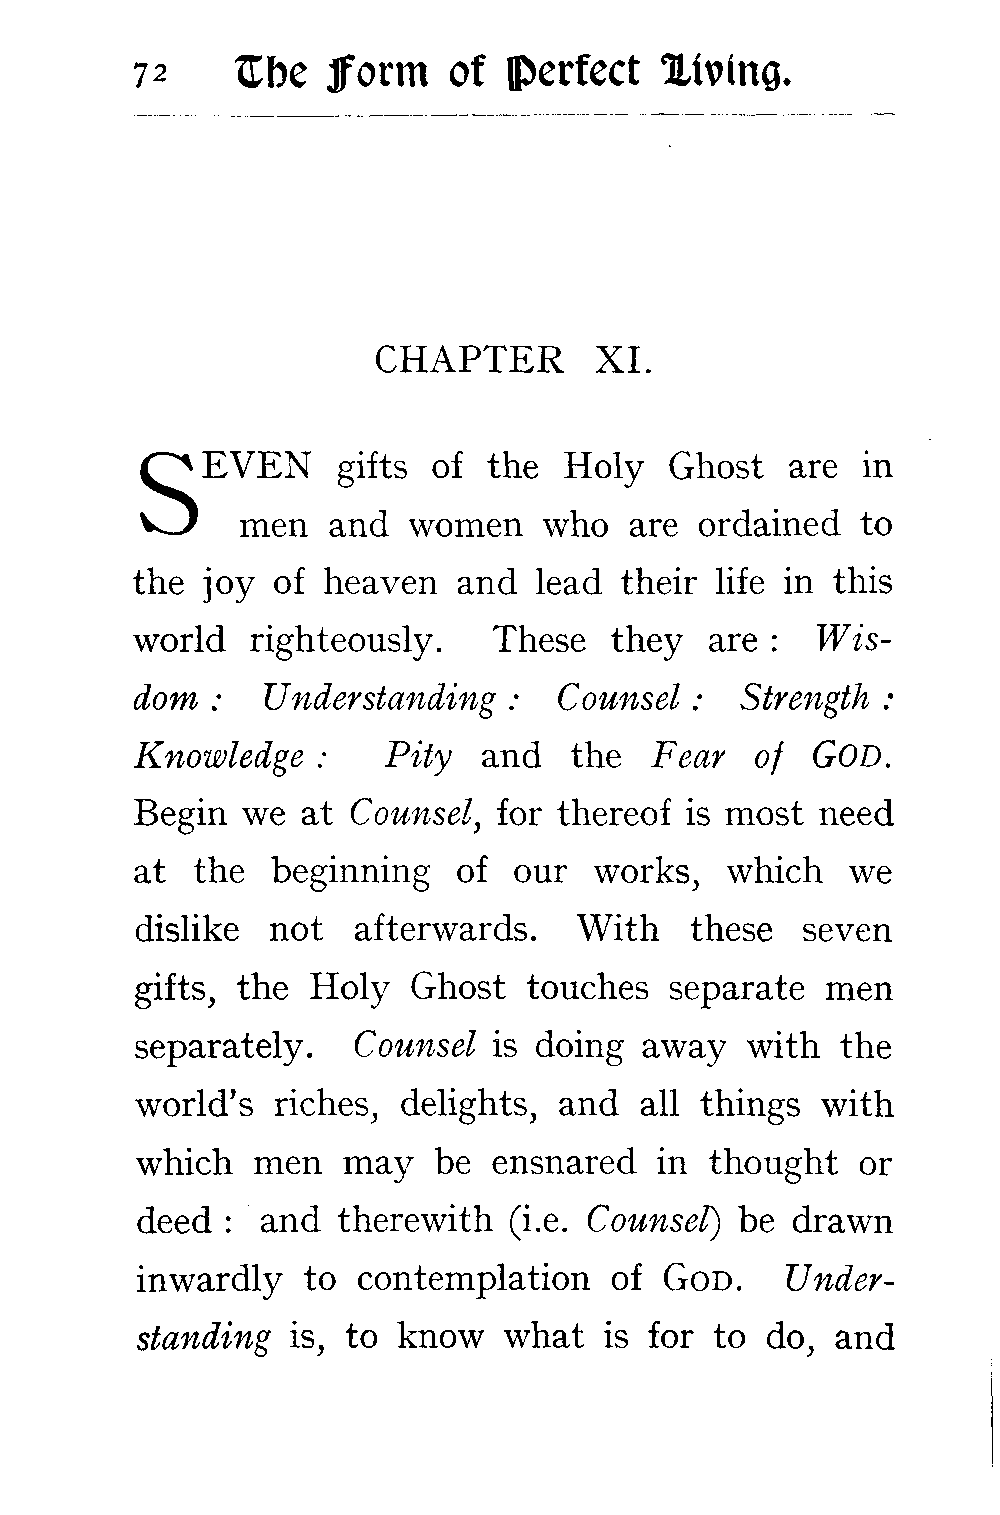 72 The Form of Perfect Living.
CHAPTER XI.
SEVEN gifts of the Holy Ghost are in
men and women who are ordained to
the joy of heaven and lead their life in this
world righteously. These they are : Wis-
dom : Understanding : Counsel : Strength :
Knowledge : Pity and the Fear of GOD.
Begin we at Counsel, for thereof is most need
at the beginning of our works, which we
dislike not afterwards. With these seven
gifts, the Holy Ghost touches separate men
separately. Counsel is doing away with the
world's riches, delights, and all things with
which men may be ensnared in thought or
deed : and therewith (i.e. Counsel) be drawn
inwardly to contemplation of GOD. Under-
standing is, to know what is for to do, and